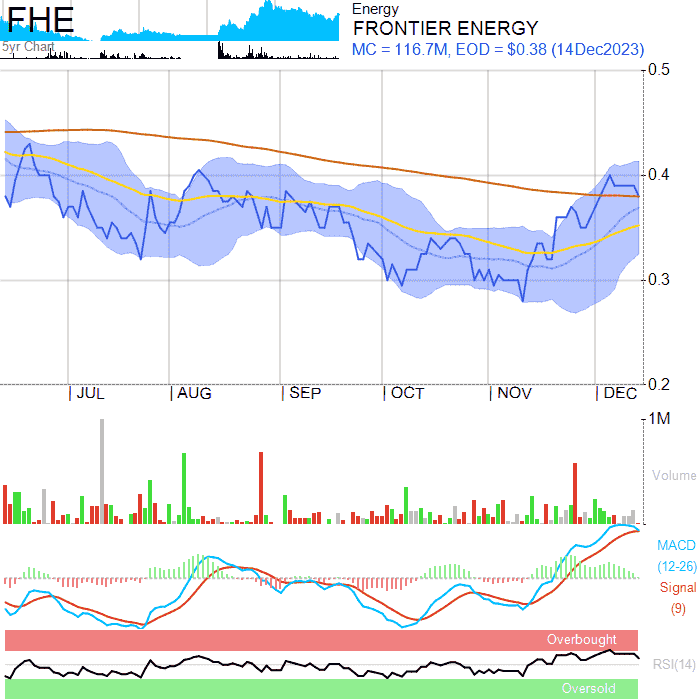 FHE
5yr Chart
Energy
FRONTIER ENERGY
MC = 116.7M, EOD = $0.38 (14Dec2023)
0.5
0.4
0.3
0.2
JUL
AUG
SEP
OCT
NOV
DEC
1M
Volume
MACD
(12-26)
Signal
(9)
Overbought
RSI(14)
Oversold